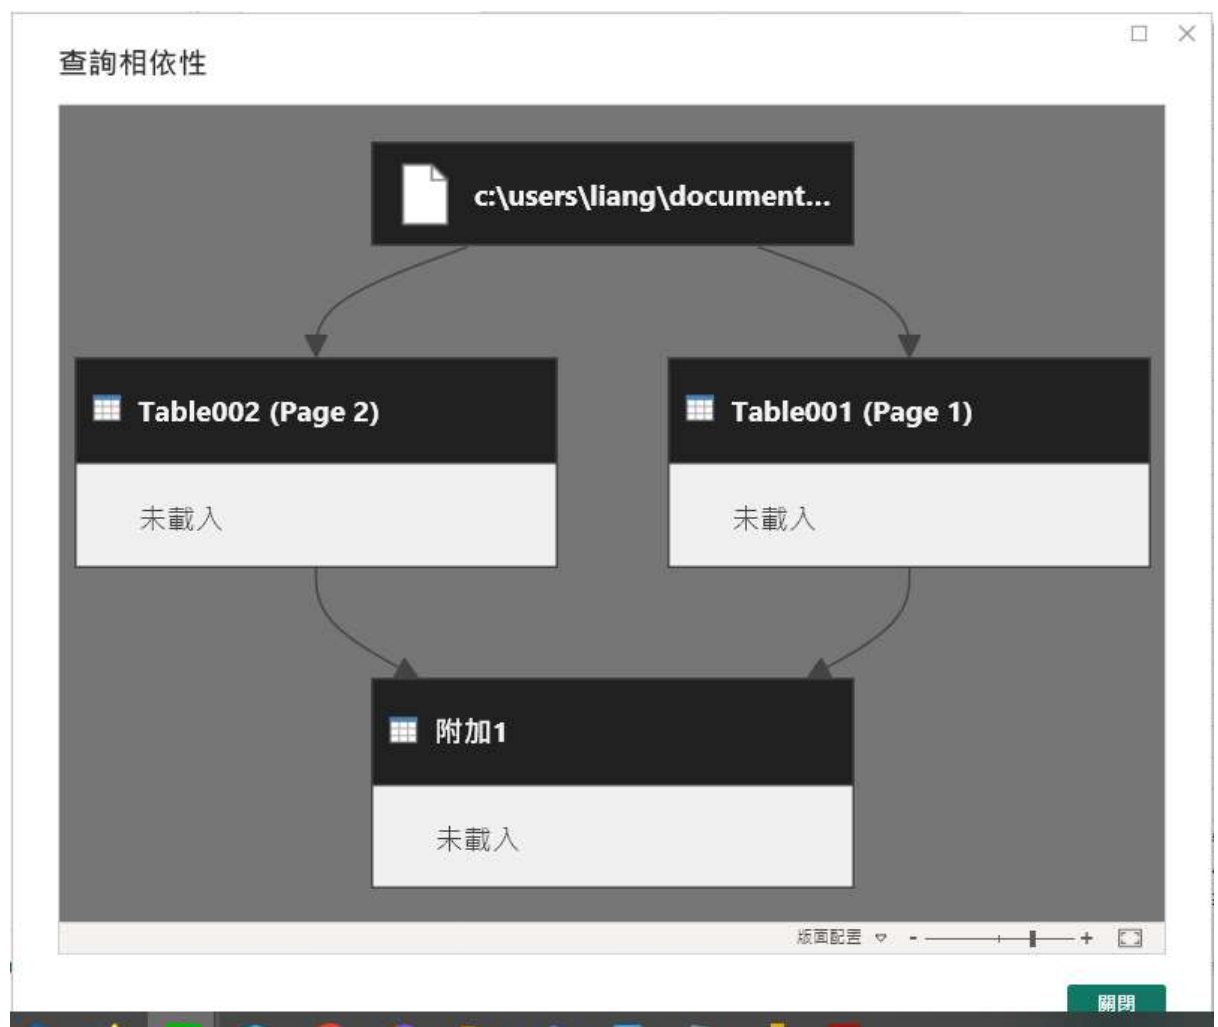 查詢相依性
c:\users\liang\document...
Table002 (Page 2)
未載入
Table001 (Page 1)
未載入
附加1
未載入
版面配置
- +
關閉